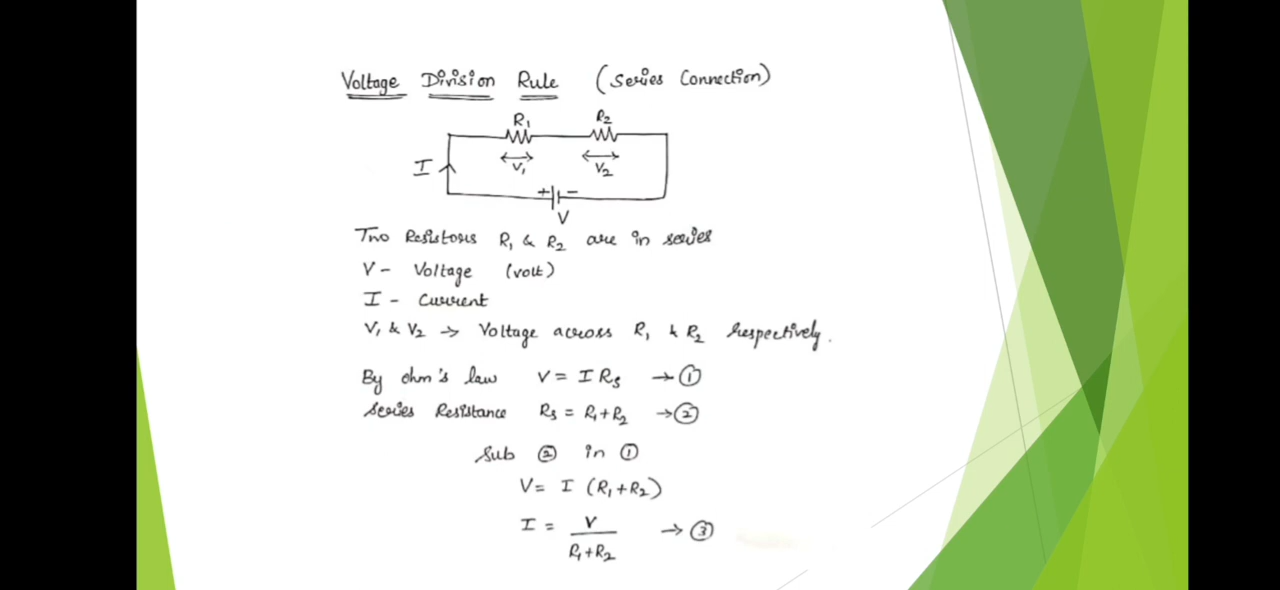 Voltage Division Rule (Series Connection)
R₁ R₂
I V₁ V₂
+ −
V
Two Resistors R₁ & R₂ are in series
V - Voltage (volt)
I - Current
V₁ & V₂ → Voltage across R₁ & R₂ respectively.
By ohm's law V = I Rs → ①
Series Resistance Rs = R₁+R₂ → ②
Sub ② in ①
V = I (R₁+R₂)
I = V → ③
R₁+R₂